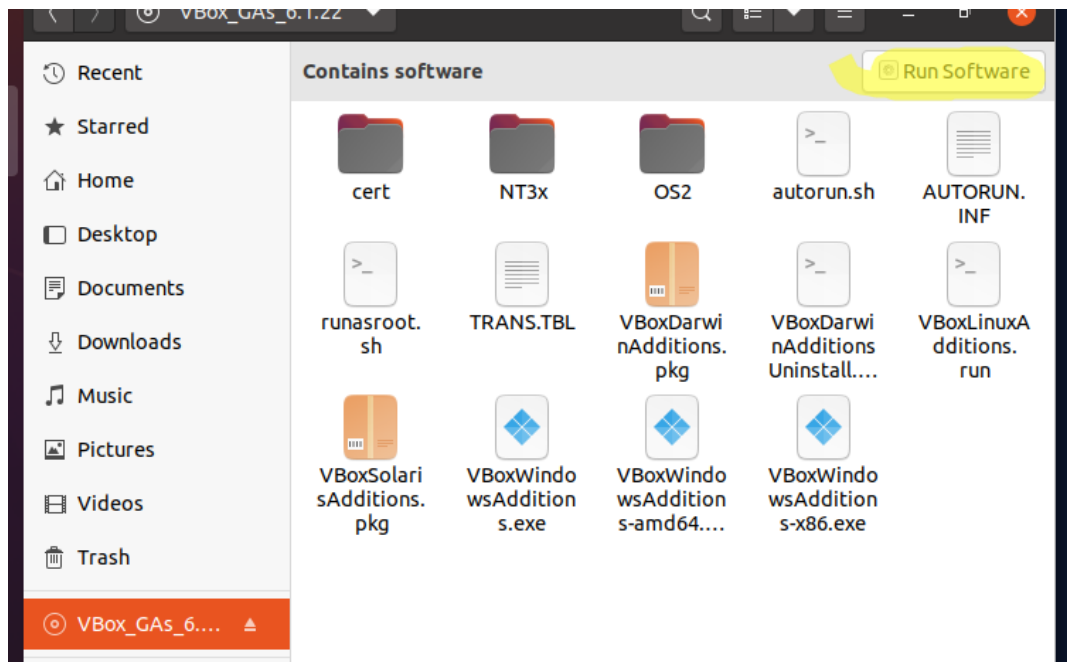 VBox_GAs_6.1.22
Recent
Starred
Home
Desktop
Documents
Downloads
Music
Pictures
Videos
Trash
VBox_GAs_6....
Contains software
Run Software
cert
NT3x
OS2
autorun.sh
AUTORUN.
INF
runasroot.
sh
TRANS.TBL
VBoxDarwi
nAdditions.
pkg
VBoxDarwi
nAdditions
Uninstall....
VBoxLinuxA
dditions.
run
VBoxSolari
sAdditions.
pkg
VBoxWindo
wsAddition
s.exe
VBoxWindo
wsAddition
s-amd64....
VBoxWindo
wsAddition
s-x86.exe